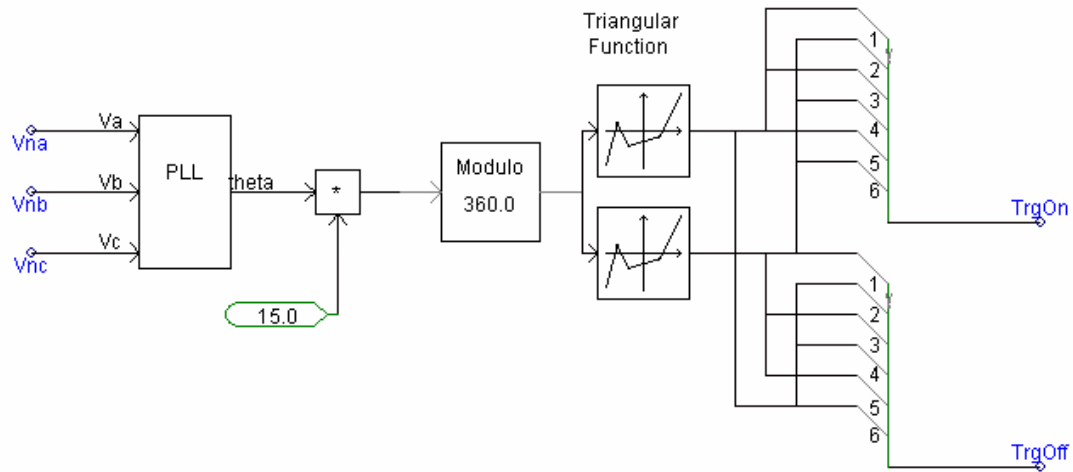 Triangular
Function
1
2
3
4
5
6
Va
Vna
PLL
Modulo
360.0
Vb
Vnb
theta
*
TrgOn
Vc
Vnc
15.0
1
2
3
4
5
6
TrgOff